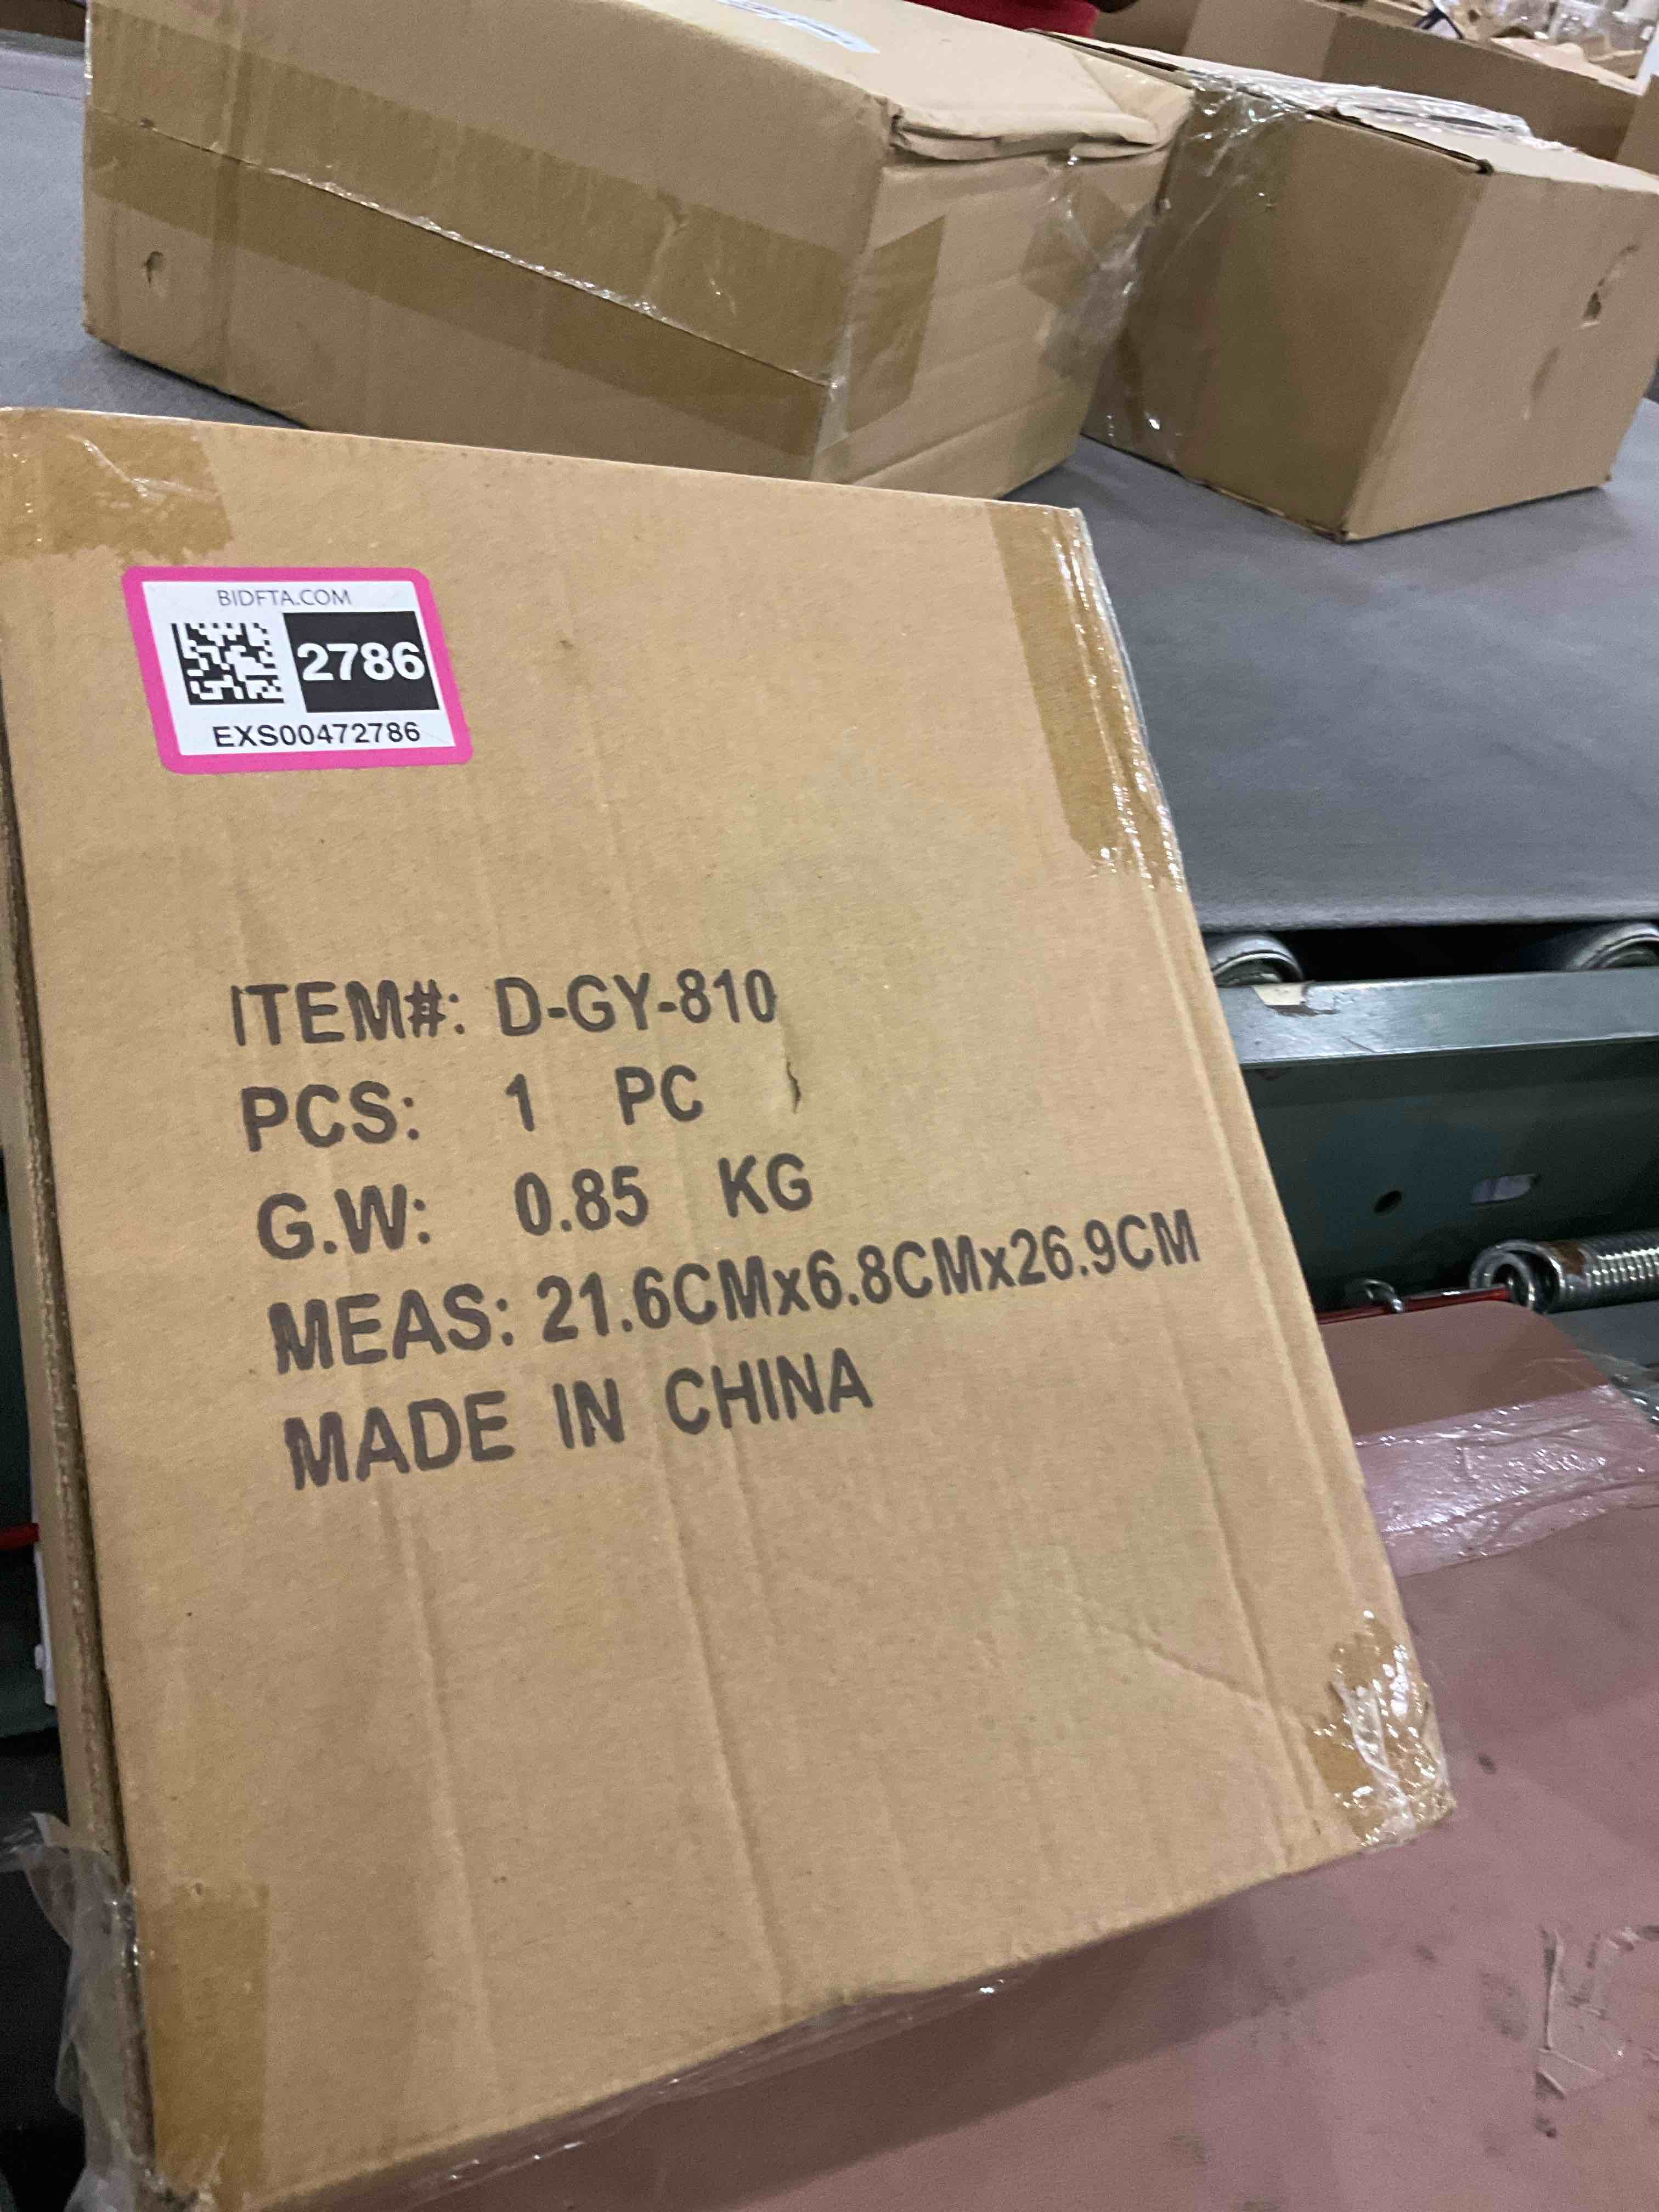 BIDFTA.COM
2786
EXS00472786
ITEM#: D-GY-810
PCS: 1 PC
G.W: 0.85 KG
MEAS: 21.6CMx6.8CMx26.9CM
MADE IN CHINA